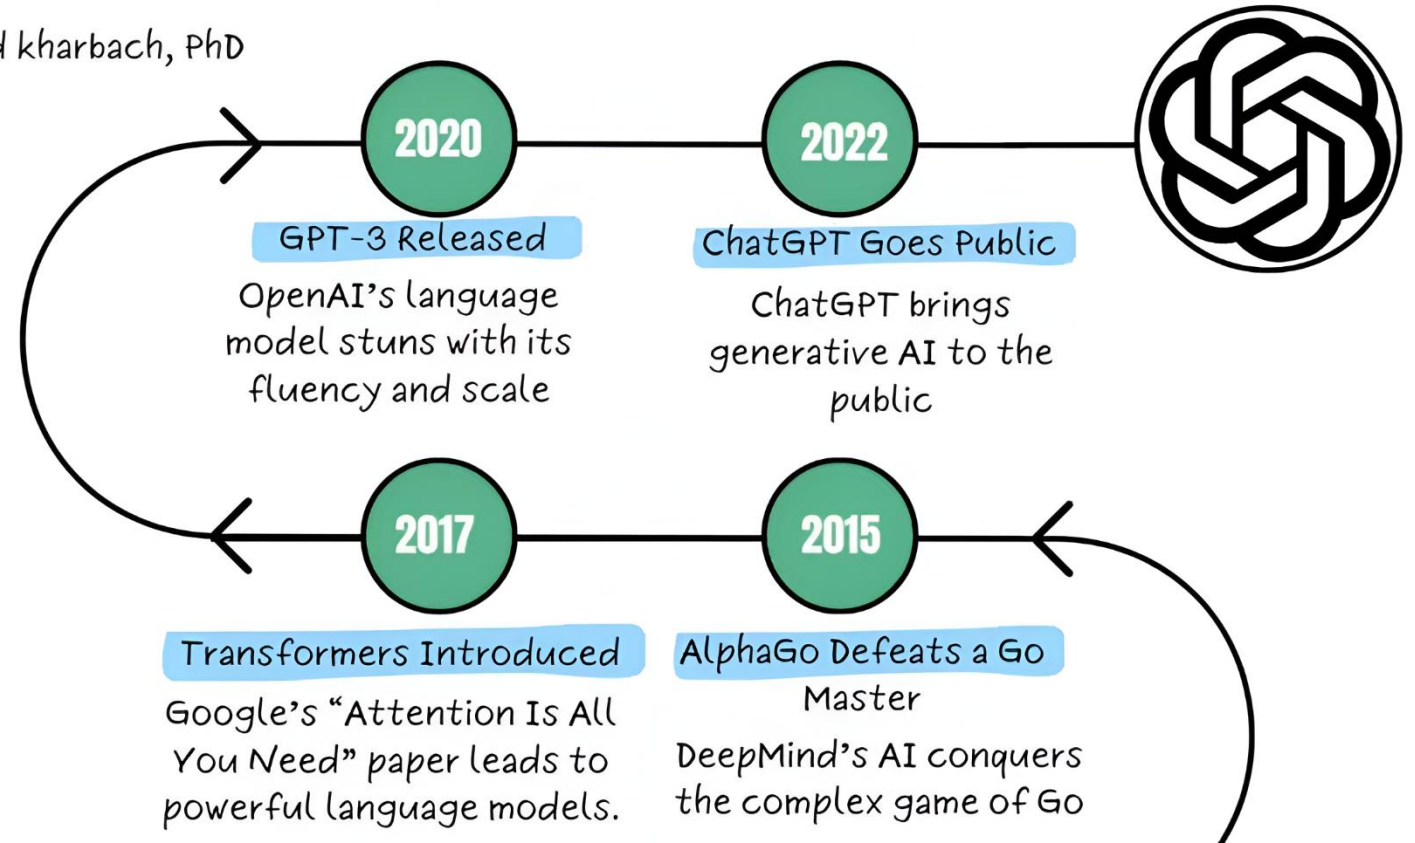 kharbach, PhD
2020
2022
GPT-3 Released
ChatGPT Goes Public
OpenAI's language
model stuns with its
fluency and scale
ChatGPT brings
generative AI to the
public
2017
2015
Transformers Introduced
AlphaGo Defeats a Go
Master
Google's “Attention Is All
You Need” paper leads to
powerful language models.
DeepMind's AI conquers
the complex game of Go